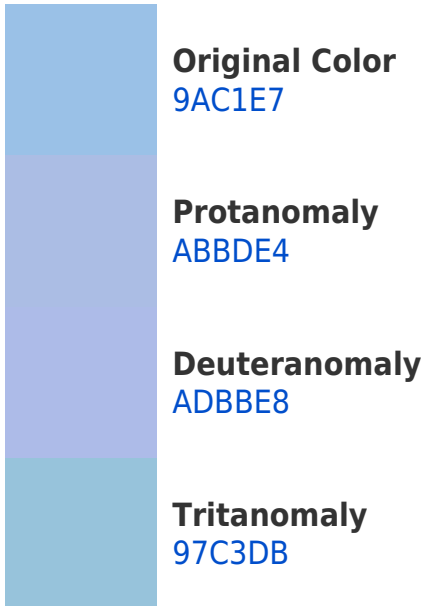 Original Color
9AC1E7
Protanomaly
ABBDE4
Deuteranomaly
ADBBE8
Tritanomaly
97C3DB